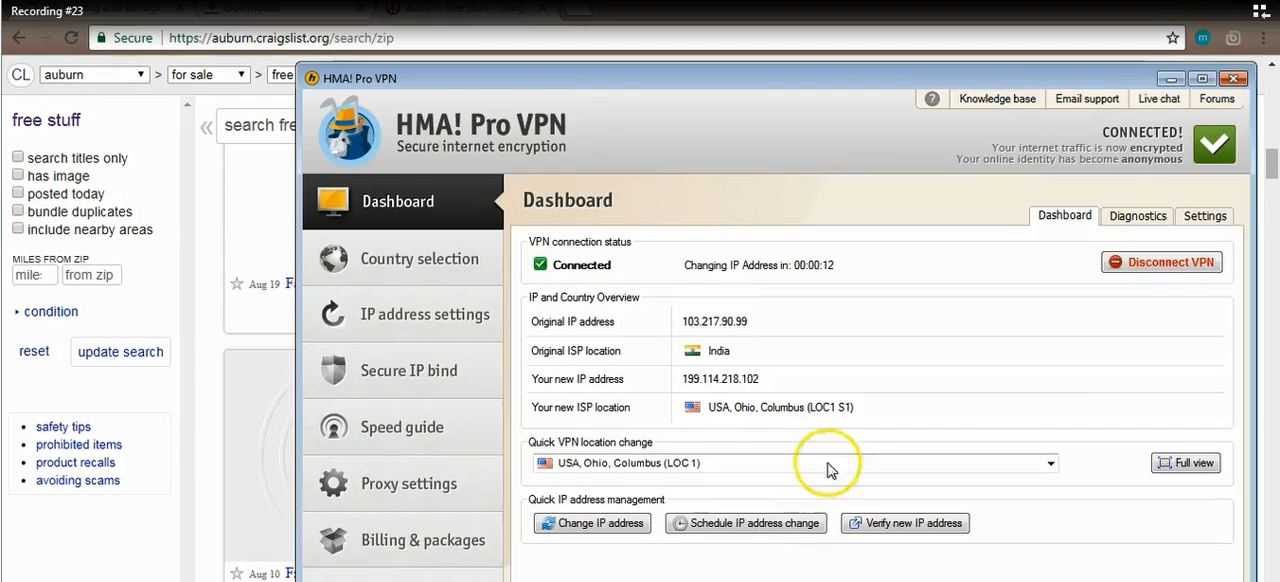 Recording #23
Downloads
auburn free stuff - craigslist
Secure https://auburn.craigslist.org/search/zip
CL auburn > for sale > free
HMA! Pro VPN
Knowledge base Email support Live chat Forums
free stuff
search titles only
has image
posted today
bundle duplicates
include nearby areas
MILES FROM ZIP
mile: from zip
condition
reset update search
safety tips
prohibited items
product recalls
avoiding scams
search fre
Aug 19
Aug 10
HMA! Pro VPN
Secure internet encryption
CONNECTED!
Your internet traffic is now encrypted
Your online identity has become anonymous
Dashboard
Country selection
IP address settings
Secure IP bind
Speed guide
Proxy settings
Billing & packages
Dashboard
Dashboard Diagnostics Settings
VPN connection status
Connected Changing IP Address in: 00:00:12 Disconnect VPN
IP and Country Overview
Original IP address 103.217.90.99
Original ISP location India
Your new IP address 199.114.218.102
Your new ISP location USA, Ohio, Columbus (LOC1 S1)
Quick VPN location change
USA, Ohio, Columbus (LOC 1) Full view
Quick IP address management
Change IP address Schedule IP address change Verify new IP address